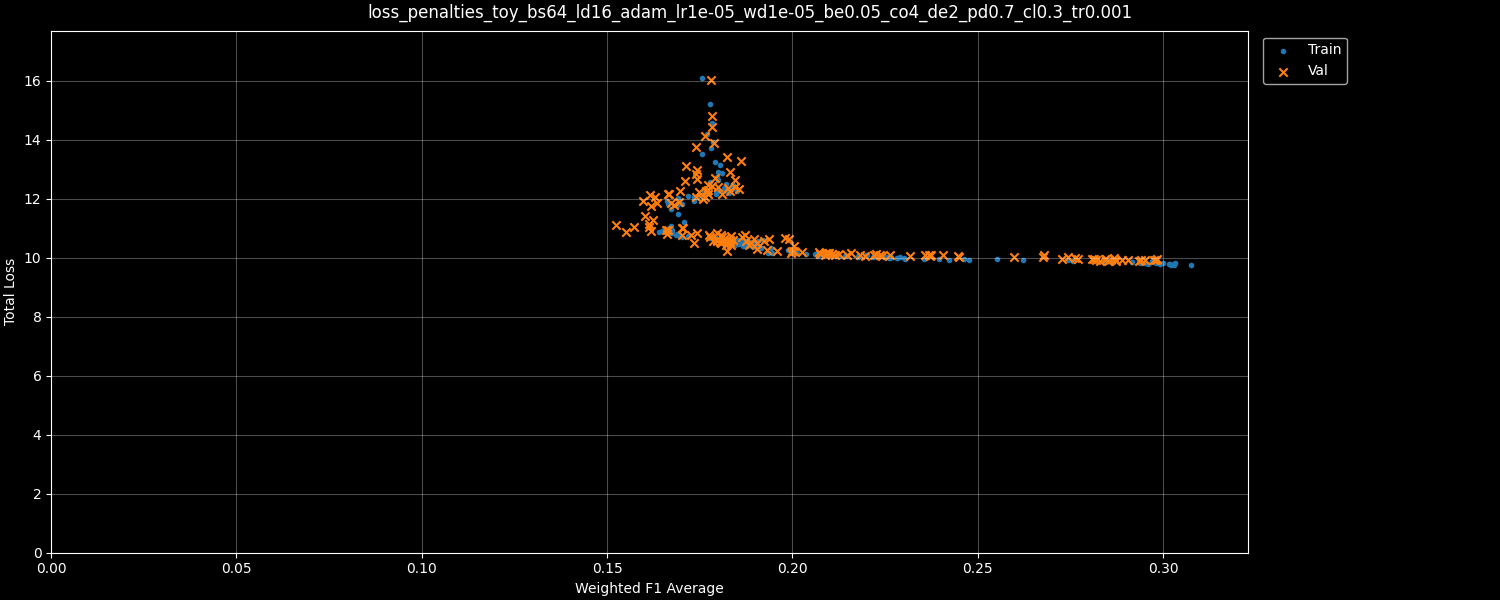 loss_penalties_toy_bs64_ld16_adam_lr1e-05_wd1e-05_be0.05_co4_de2_pd0.7_cl0.3_tr0.001
Train
Val
16
14
12
10
8
6
4
2
0
Total Loss
0.00 0.05 0.10 0.15 0.20 0.25 0.30
Weighted F1 Average